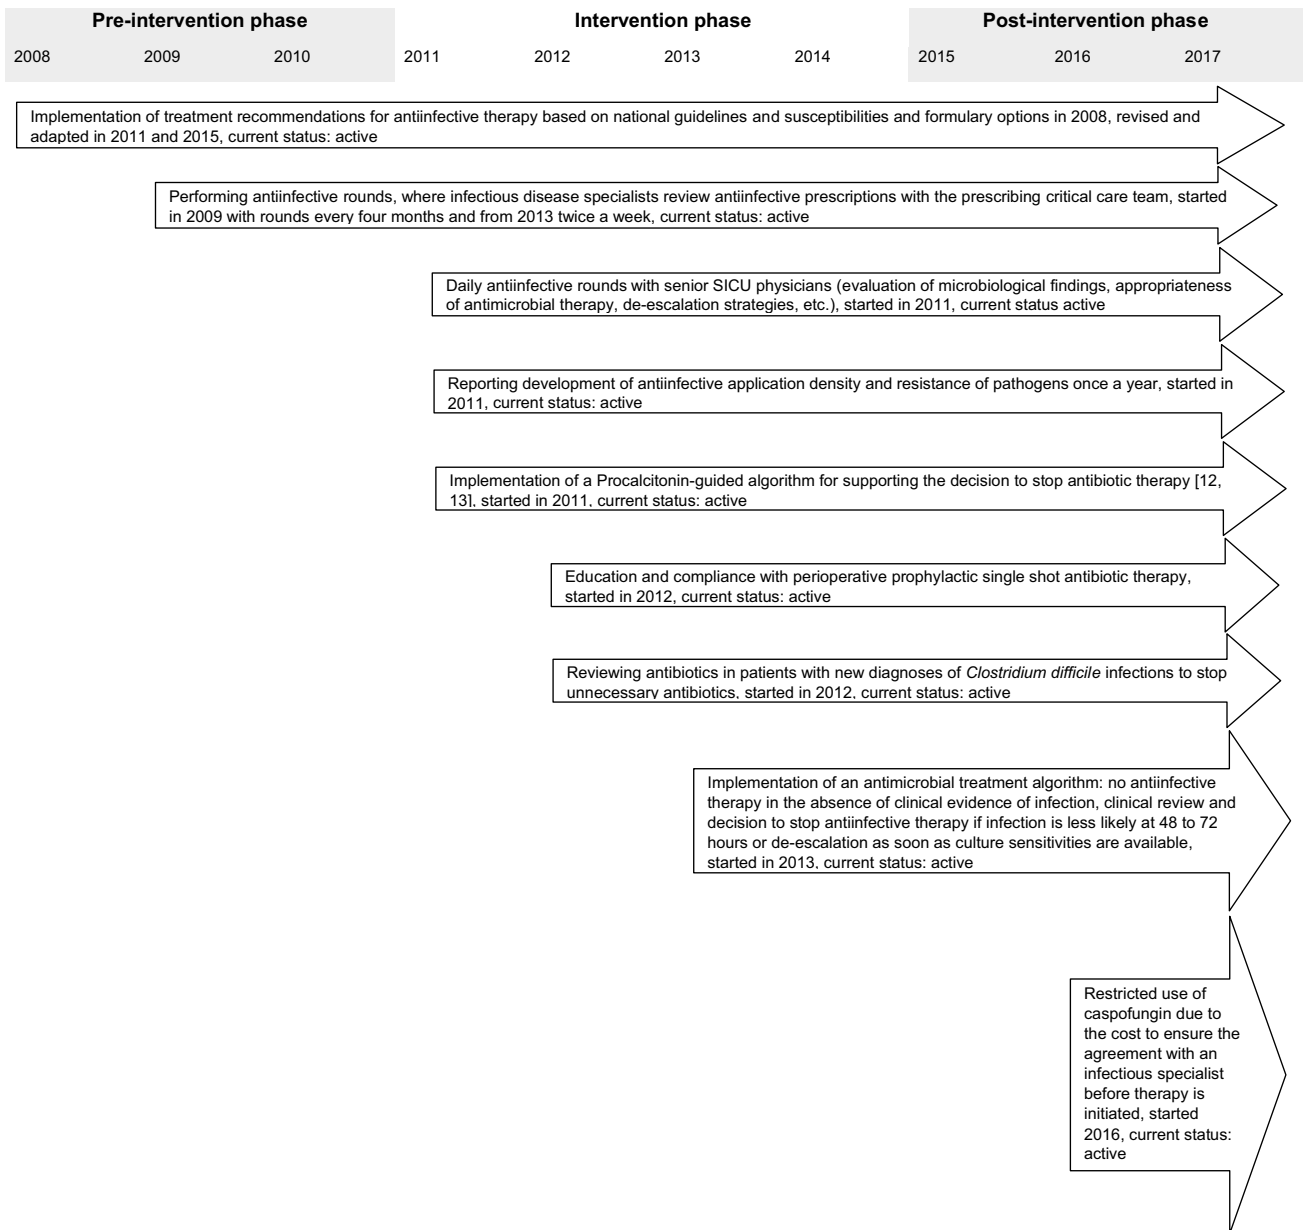 Pre-intervention phase Intervention phase Post-intervention phase
2008 2009 2010 2011 2012 2013 2014 2015 2016 2017
Implementation of treatment recommendations for antiinfective therapy based on national guidelines and susceptibilities and formulary options in 2008, revised and
adapted in 2011 and 2015, current status: active
Performing antiinfective rounds, where infectious disease specialists review antiinfective prescriptions with the prescribing critical care team, started
in 2009 with rounds every four months and from 2013 twice a week, current status: active
Daily antiinfective rounds with senior SICU physicians (evaluation of microbiological findings, appropriateness
of antimicrobial therapy, de-escalation strategies, etc.), started in 2011, current status active
Reporting development of antiinfective application density and resistance of pathogens once a year, started in
2011, current status: active
Implementation of a Procalcitonin-guided algorithm for supporting the decision to stop antibiotic therapy [12,
13], started in 2011, current status: active
Education and compliance with perioperative prophylactic single shot antibiotic therapy,
started in 2012, current status: active
Reviewing antibiotics in patients with new diagnoses of Clostridium difficile infections to stop
unnecessary antibiotics, started in 2012, current status: active
Implementation of an antimicrobial treatment algorithm: no antiinfective
therapy in the absence of clinical evidence of infection, clinical review and
decision to stop antiinfective therapy if infection is less likely at 48 to 72
hours or de-escalation as soon as culture sensitivities are available,
started in 2013, current status: active
Restricted use of
caspofungin due to
the cost to ensure the
agreement with an
infectious specialist
before therapy is
initiated, started
2016, current status:
active